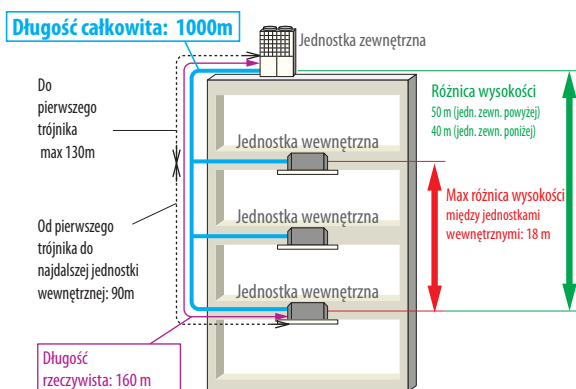 Długość całkowita: 1000m
Jednostka zewnętrzna
Do
pierwszego
trójnika
max 130m
Różnica wysokości
50 m (jedn. zewn. powyżej)
40 m (jedn. zewn. poniżej)
Jednostka wewnętrzna
Max różnica wysokości
między jednostkami
wewnętrznymi: 18 m
Jednostka wewnętrzna
Od pierwszego
trójnika do
najdalszej jednostki
wewnętrznej: 90m
Jednostka wewnętrzna
Długość
rzeczywista: 160 m